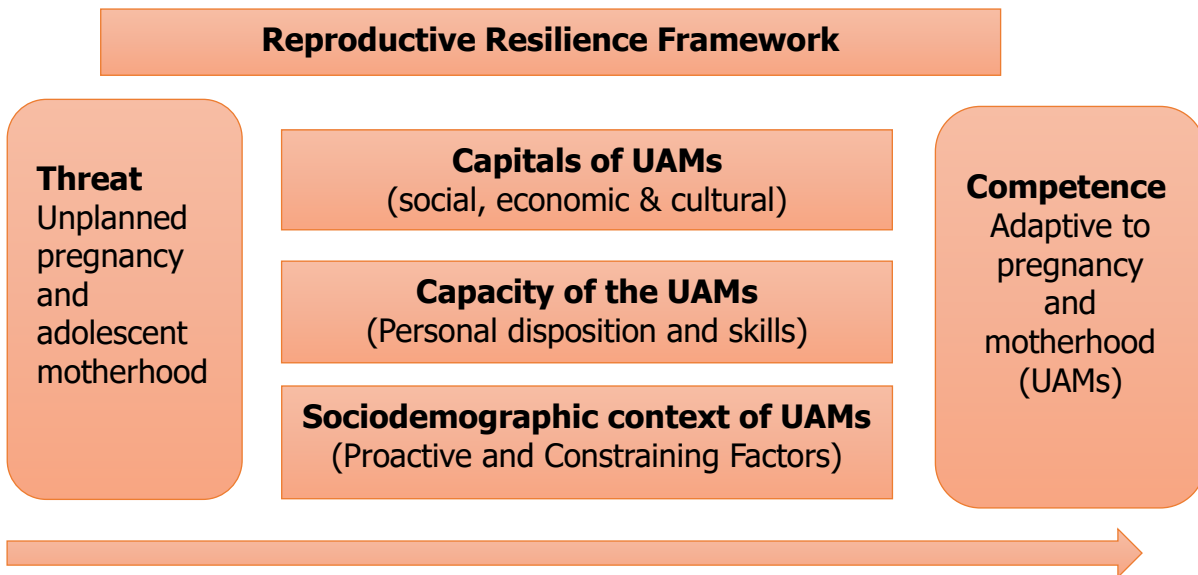 Reproductive Resilience Framework
Threat
Unplanned
pregnancy
and
adolescent
motherhood
Capitals of UAMs
(social, economic & cultural)
Capacity of the UAMs
(Personal disposition and skills)
Sociodemographic context of UAMs
(Proactive and Constraining Factors)
Competence
Adaptive to
pregnancy
and
motherhood
(UAMs)